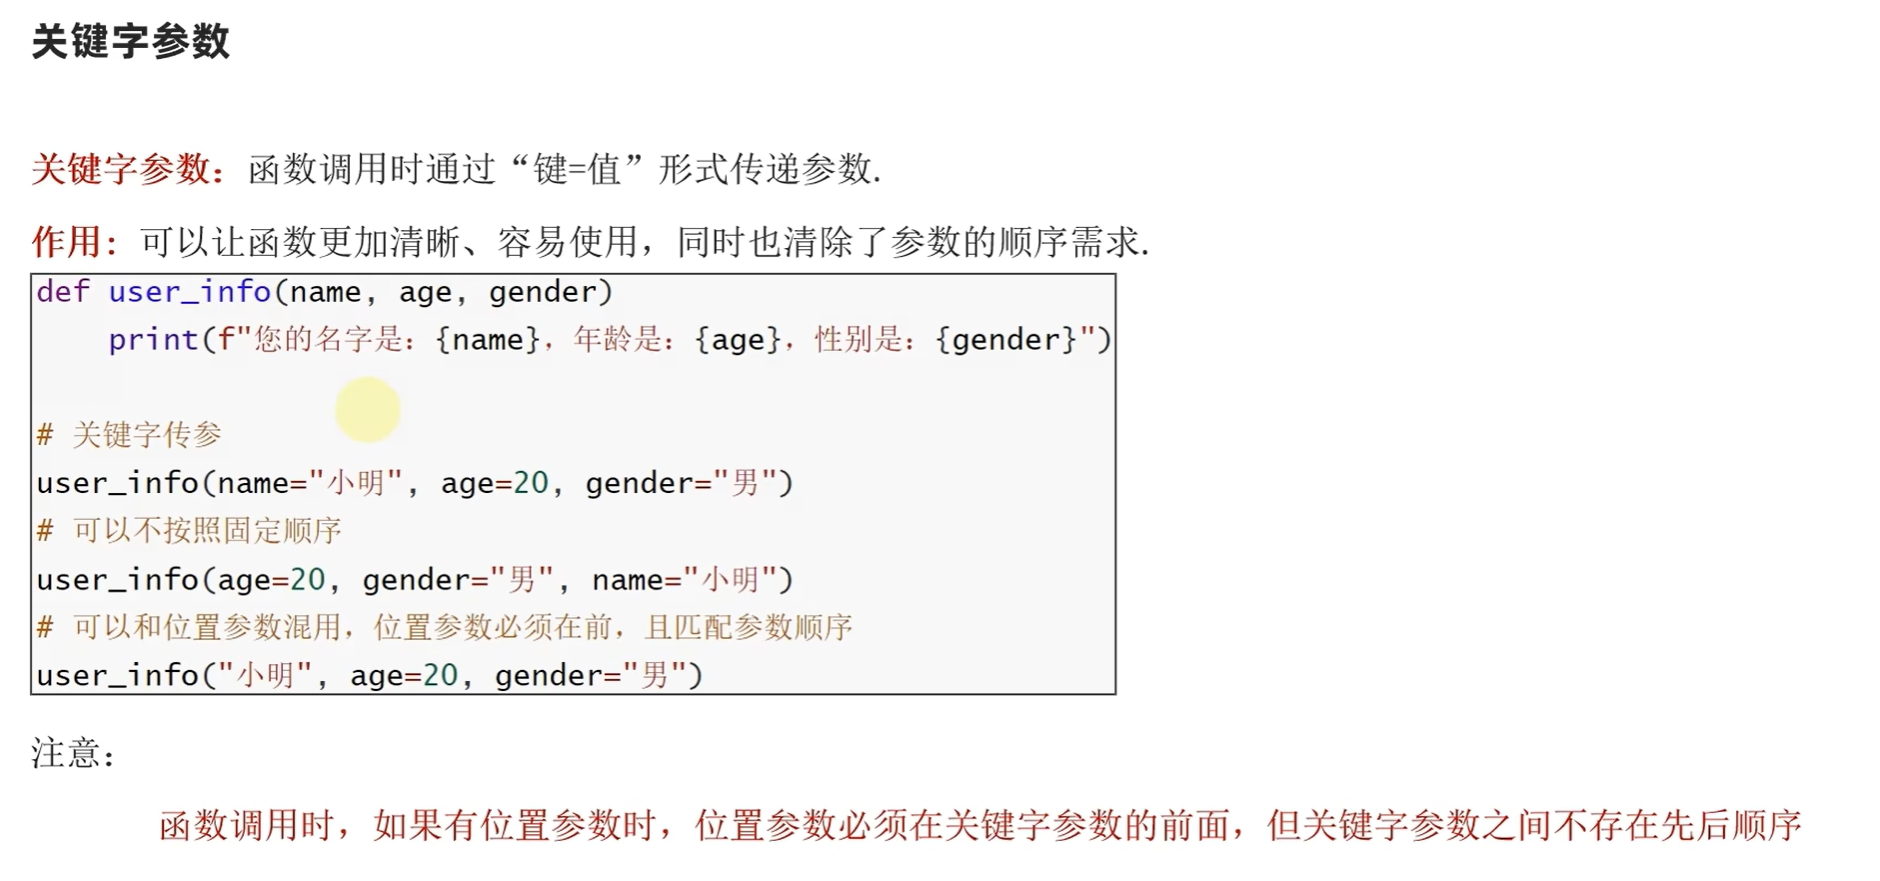 关键字参数
关键字参数：函数调用时通过“键=值”形式传递参数.
作用：可以让函数更加清晰、容易使用，同时也清除了参数的顺序需求.
def user_info(name, age, gender)
    print(f"您的名字是：{name}，年龄是：{age}，性别是：{gender}")
# 关键字传参
user_info(name="小明", age=20, gender="男")
# 可以不按照固定顺序
user_info(age=20, gender="男", name="小明")
# 可以和位置参数混用，位置参数必须在前，且匹配参数顺序
user_info("小明", age=20, gender="男")
注意：
函数调用时，如果有位置参数时，位置参数必须在关键字参数的前面，但关键字参数之间不存在先后顺序